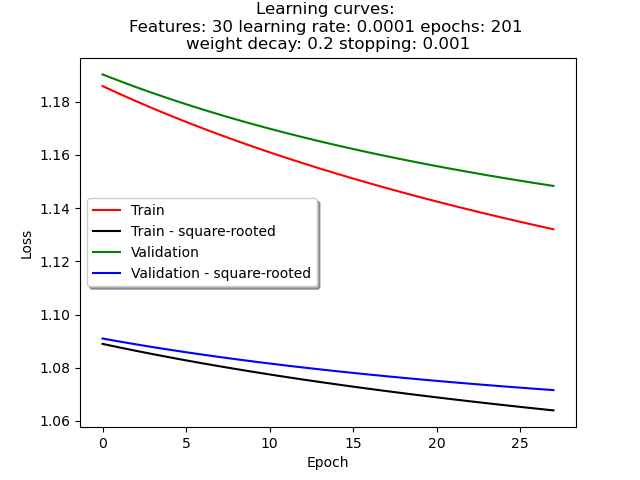 Learning curves:
Features: 30 learning rate: 0.0001 epochs: 201
weight decay: 0.2 stopping: 0.001
1.18
1.16
1.14
1.12
1.10
1.08
1.06
Loss
Train
Train - square-rooted
Validation
Validation - square-rooted
0 5 10 15 20 25
Epoch